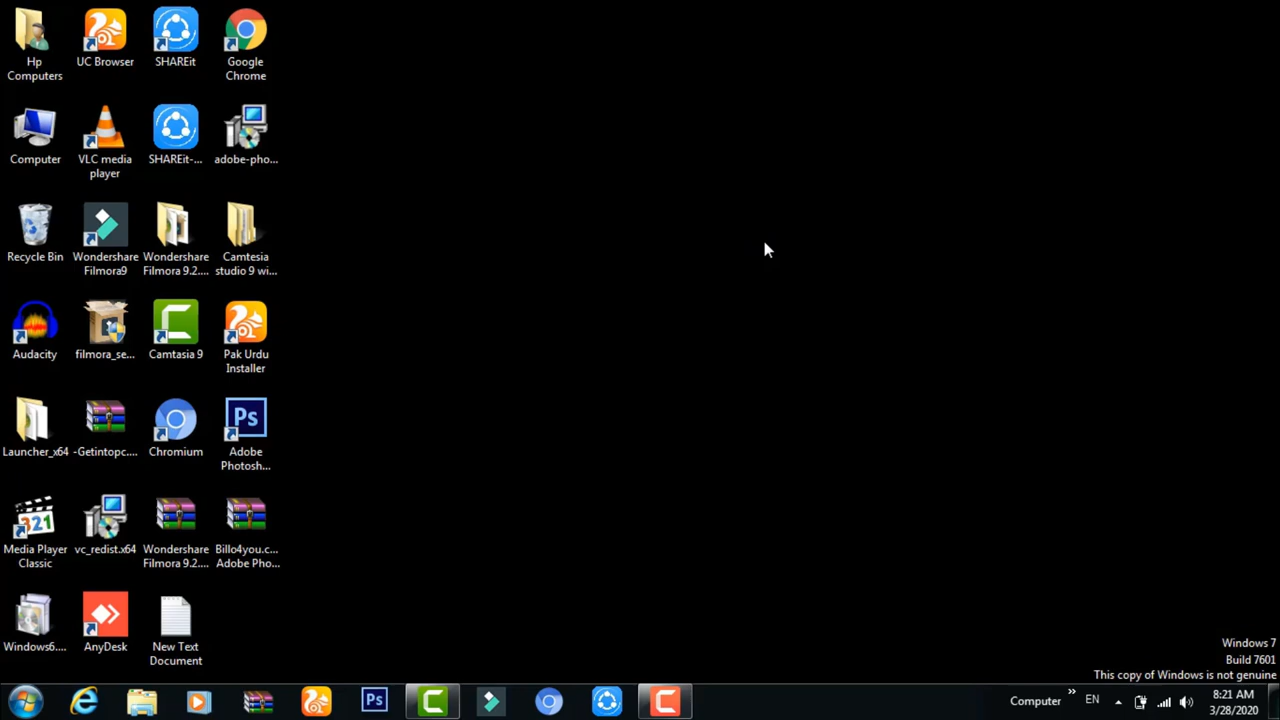 Hp
Computers
UC Browser
SHAREit
Google
Chrome
Computer
VLC media
player
SHAREit-...
adobe-pho...
Recycle Bin
Wondershare
Filmora9
Wondershare
Filmora 9.2....
Camtesia
studio 9 wi...
Audacity
filmora_se...
Camtasia 9
Pak Urdu
Installer
Launcher_x64
-Getintopc....
Chromium
Ps
Adobe
Photosh...
321
Media Player
Classic
vc_redist.x64
Wondershare
Filmora 9.2....
Billo4you.c...
Adobe Pho...
Windows6....
AnyDesk
New Text
Document
Windows 7
Build 7601
This copy of Windows is not genuine
Ps
Computer
»
EN
8:21 AM
3/28/2020